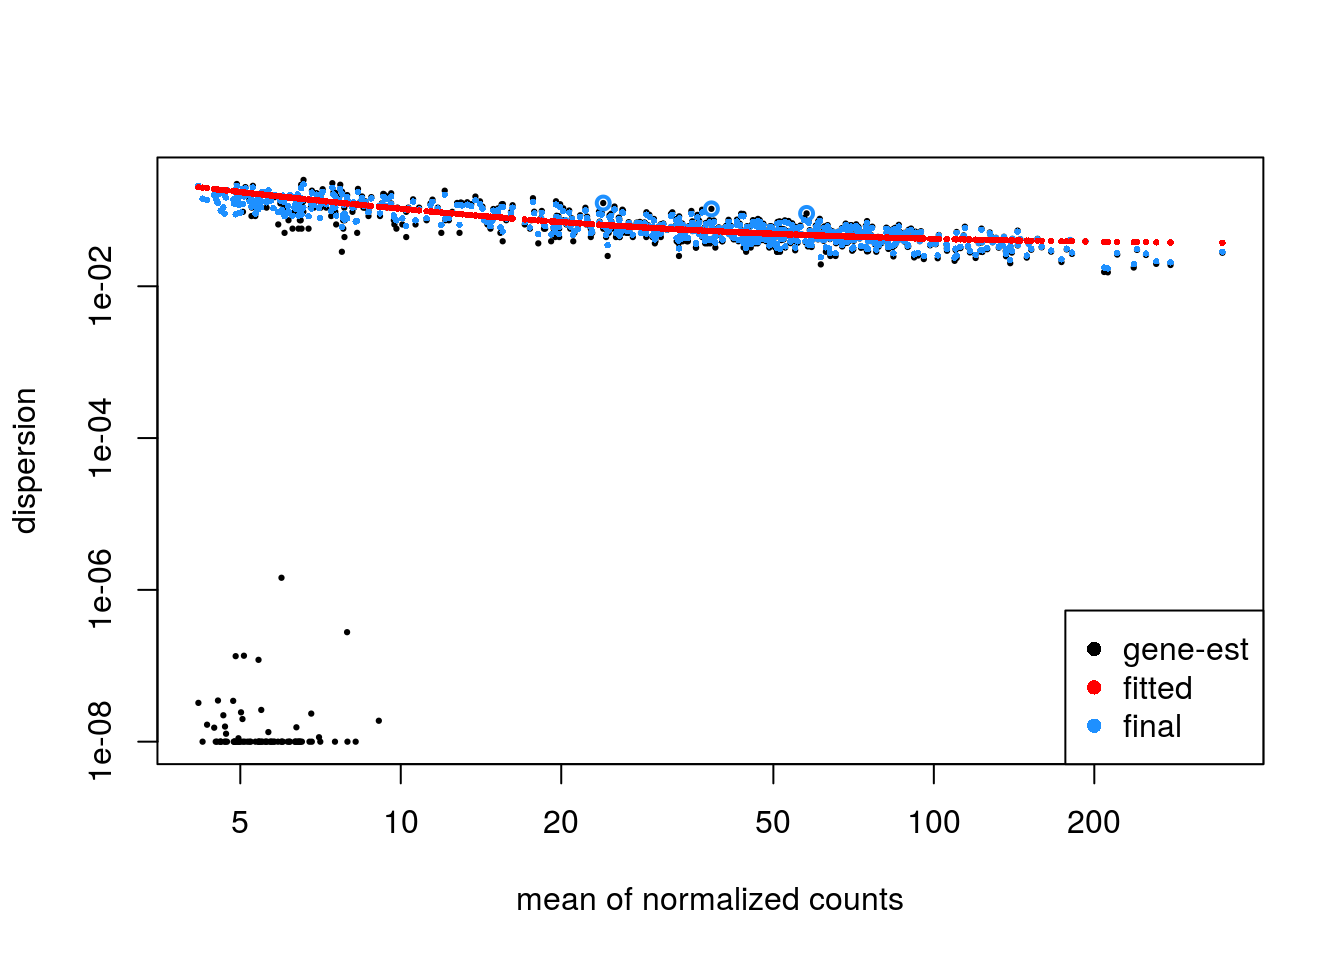 dispersion
1e-02
1e-04
1e-06
1e-08
gene-est
fitted
final
5 10 20 50 100 200
mean of normalized counts